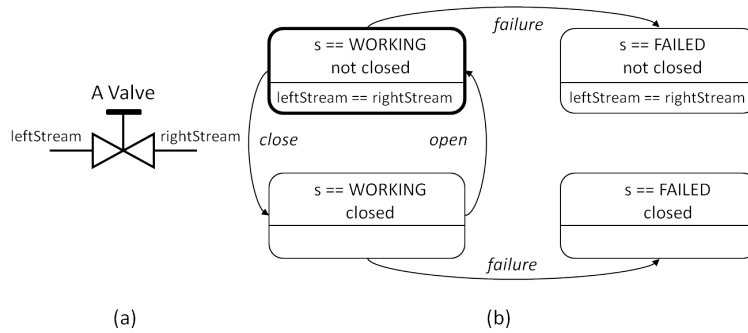 A Valve
leftStream
rightStream
(a)
failure
s == WORKING
not closed
leftStream == rightStream
s == FAILED
not closed
leftStream == rightStream
close
open
s == WORKING
closed
s == FAILED
closed
failure
(b)